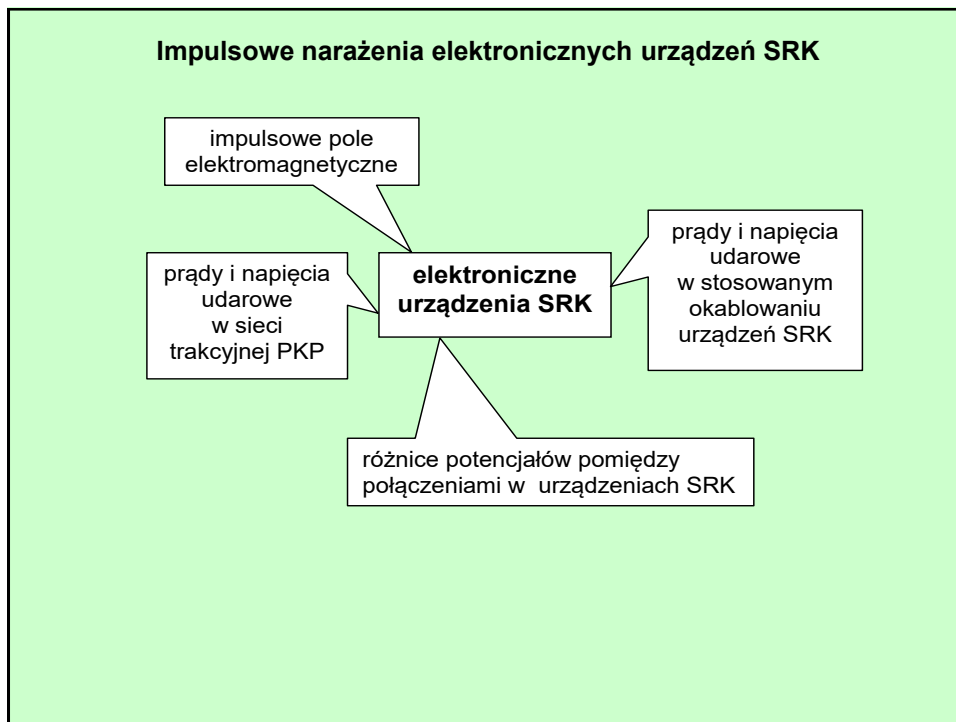 Impulsowe narażenia elektronicznych urządzeń SRK
impulsowe pole
elektromagnetyczne
prądy i napięcia
udarowe
w sieci
trakcyjnej PKP
elektroniczne
urządzenia SRK
prądy i napięcia
udarowe
w stosowanym
okablowaniu
urządzeń SRK
różnice potencjałów pomiędzy
połączeniami w urządzeniach SRK